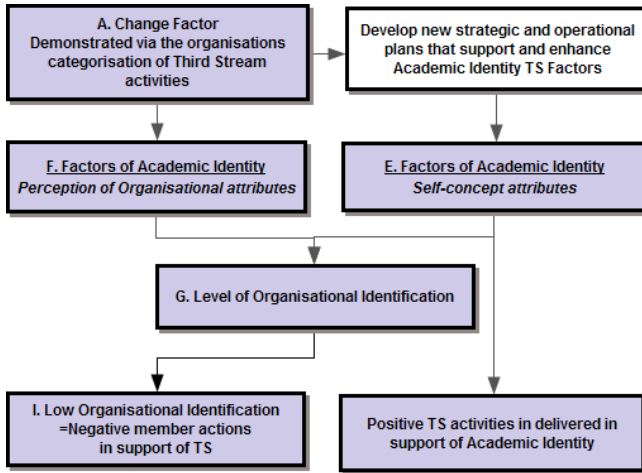 A. Change Factor
Demonstrated via the organisations
categorisation of Third Stream
activities
Develop new strategic and operational
plans that support and enhance
Academic Identity TS Factors
F. Factors of Academic Identity
Perception of Organisational attributes
E. Factors of Academic Identity
Self-concept attributes
G. Level of Organisational Identification
I. Low Organisational Identification
=Negative member actions
in support of TS
Positive TS activities in delivered in
support of Academic Identity